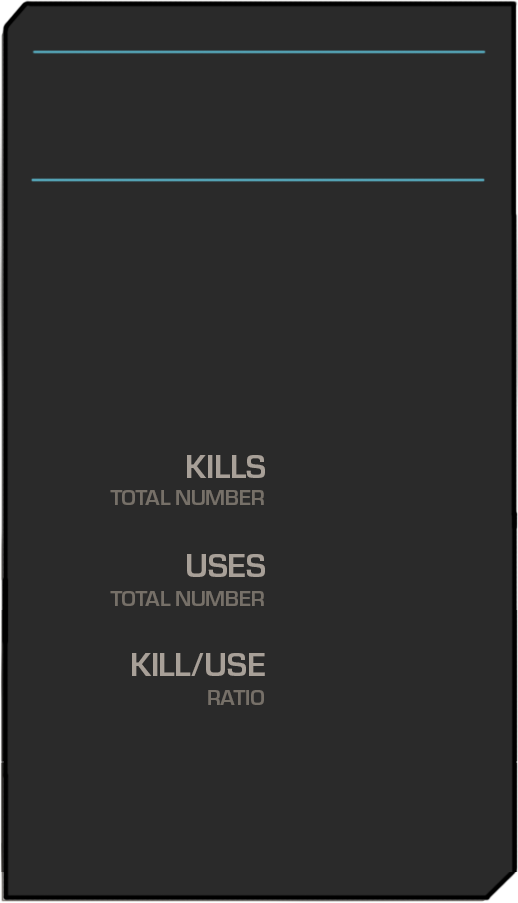 KILLS
TOTAL NUMBER
USES
TOTAL NUMBER
KILL/USE
RATIO